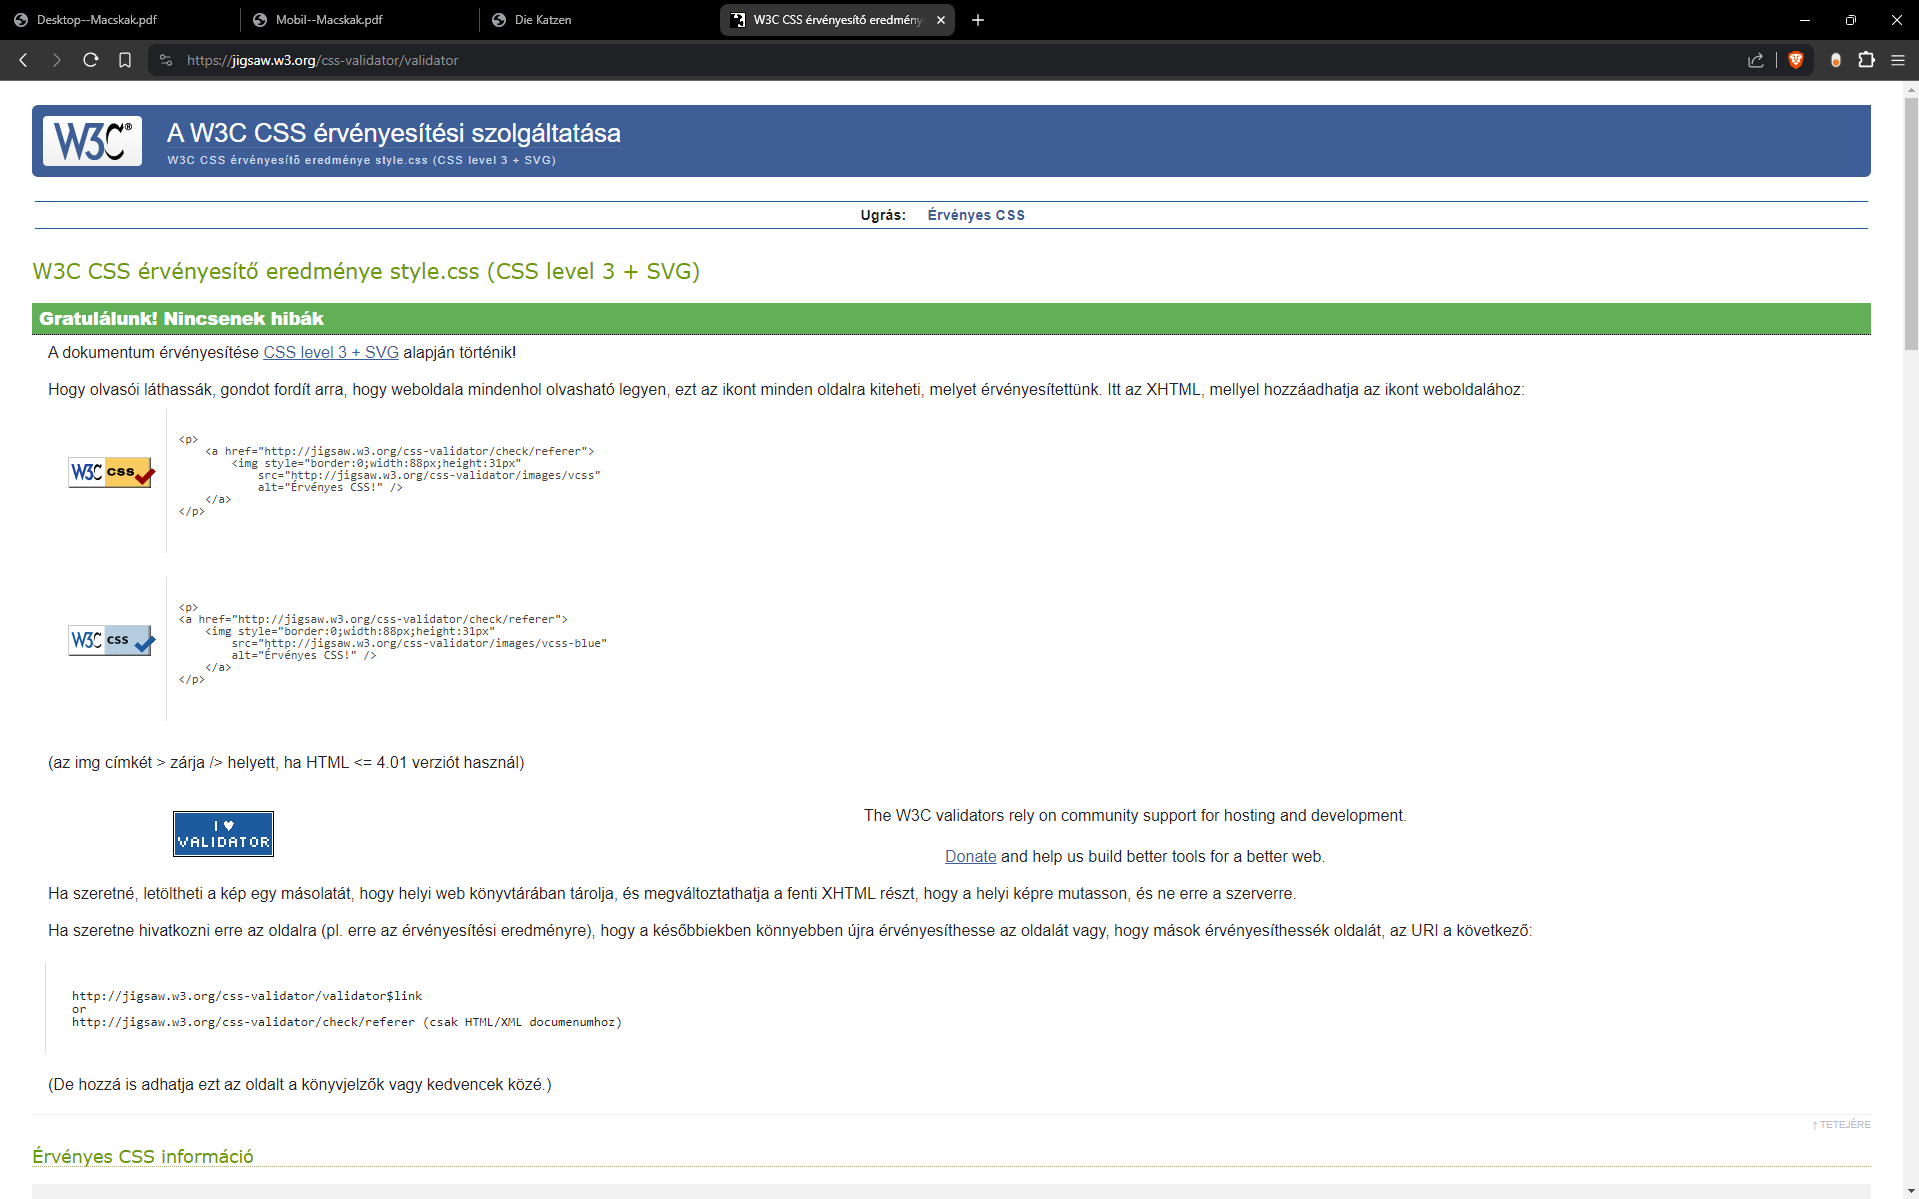 Desktop--Macskak.pdf
Mobil--Macskak.pdf
Die Katzen
W3C CSS érvényesítő eredmény
https://jigsaw.w3.org/css-validator/validator
W3C®
A W3C CSS érvényesítési szolgáltatása
W3C CSS érvényesítő eredménye style.css (CSS level 3 + SVG)
Ugrás: Érvényes CSS
W3C CSS érvényesítő eredménye style.css (CSS level 3 + SVG)
Gratulálunk! Nincsenek hibák
A dokumentum érvényesítése CSS level 3 + SVG alapján történik!
Hogy olvasói láthassák, gondot fordít arra, hogy weboldala mindenhol olvasható legyen, ezt az ikont minden oldalra kiteheti, melyet érvényesítettünk. Itt az XHTML, mellyel hozzáadhatja az ikont weboldalához:
W3C css
<p>
<a href="http://jigsaw.w3.org/css-validator/check/referer">
<img style="border:0;width:88px;height:31px"
src="http://jigsaw.w3.org/css-validator/images/vcss"
alt="Érvényes CSS!" />
</a>
</p>
W3C css
<p>
<a href="http://jigsaw.w3.org/css-validator/check/referer">
<img style="border:0;width:88px;height:31px"
src="http://jigsaw.w3.org/css-validator/images/vcss-blue"
alt="Érvényes CSS!" />
</a>
</p>
(az img címkét > zárja /> helyett, ha HTML <= 4.01 verziót használ)
I ♥
VALIDATOR
The W3C validators rely on community support for hosting and development.
Donate and help us build better tools for a better web.
Ha szeretné, letöltheti a kép egy másolatát, hogy helyi web könyvtárában tárolja, és megváltoztathatja a fenti XHTML részt, hogy a helyi képre mutasson, és ne erre a szerverre.
Ha szeretne hivatkozni erre az oldalra (pl. erre az érvényesítési eredményre), hogy a későbbiekben könnyebben újra érvényesíthesse az oldalát vagy, hogy mások érvényesíthessék oldalát, az URI a következő:
http://jigsaw.w3.org/css-validator/validator$link
or
http://jigsaw.w3.org/css-validator/check/referer (csak HTML/XML documenumhoz)
(De hozzá is adhatja ezt az oldalt a könyvjelzők vagy kedvencek közé.)
↑ TETEJÉRE
Érvényes CSS információ